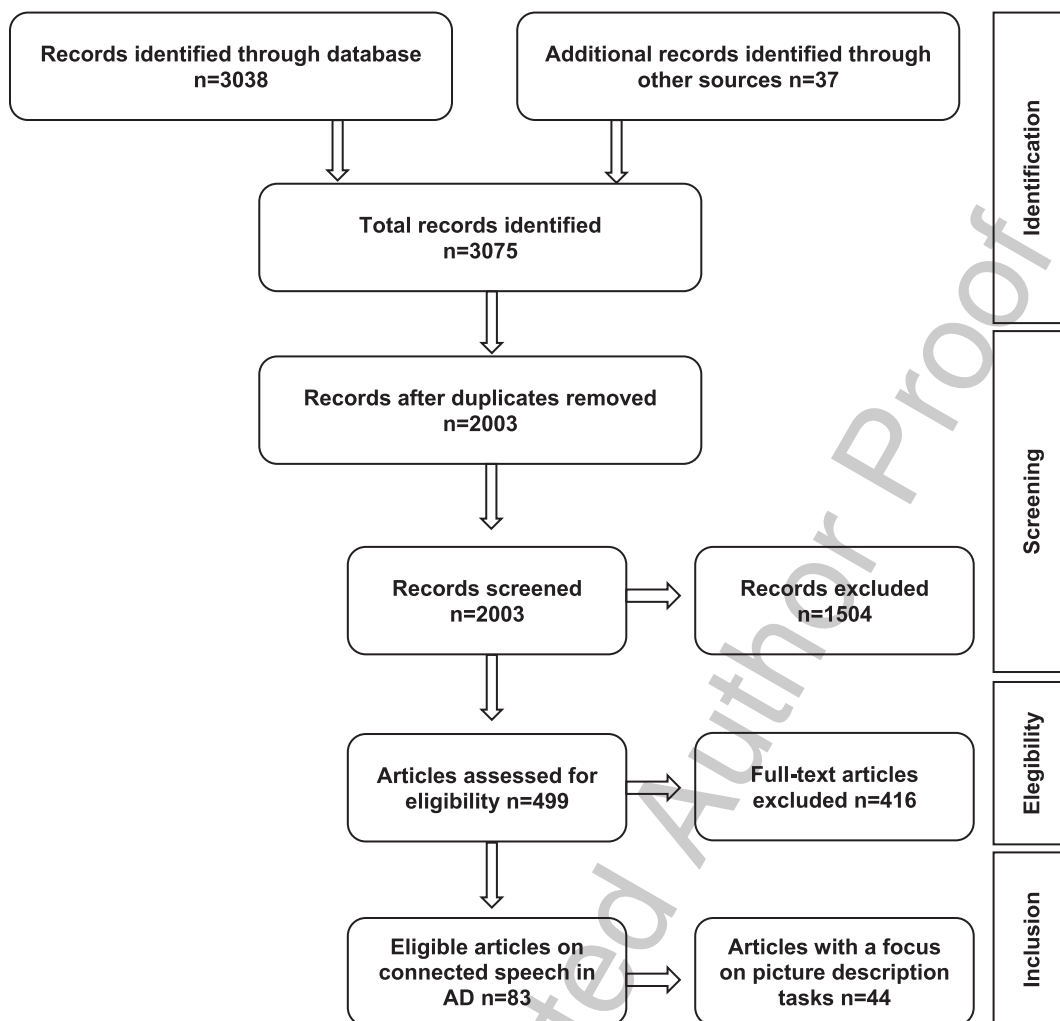 Records identified through database
n=3038
Additional records identified through
other sources n=37
Identification
Total records identified
n=3075
Records after duplicates removed
n=2003
Screening
Records screened
n=2003
Records excluded
n=1504
Articles assessed for
eligibility n=499
Full-text articles
excluded n=416
Elegibility
Eligible articles on
connected speech in
AD n=83
Articles with a focus
on picture description
tasks n=44
Inclusion
ted Author Proof